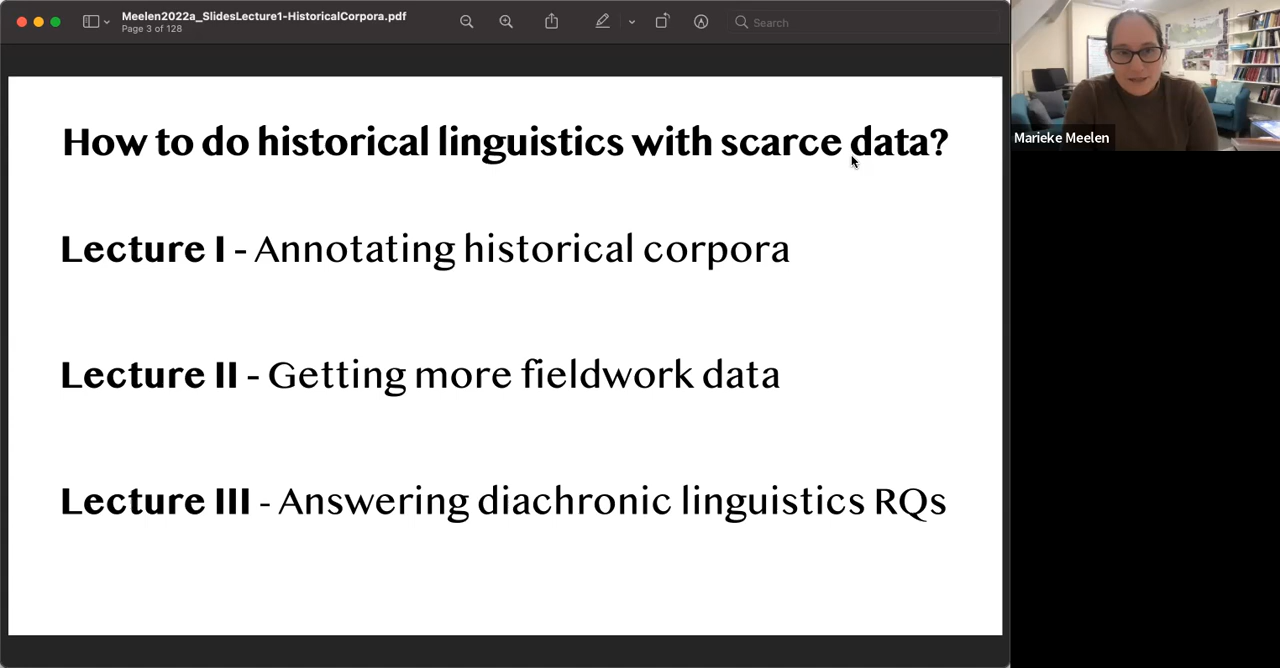 Meelen2022a_SlidesLecture1-HistoricalCorpora.pdf
Page 3 of 128
Search
Marieke Meelen
How to do historical linguistics with scarce data?
Lecture I - Annotating historical corpora
Lecture II - Getting more fieldwork data
Lecture III - Answering diachronic linguistics RQs